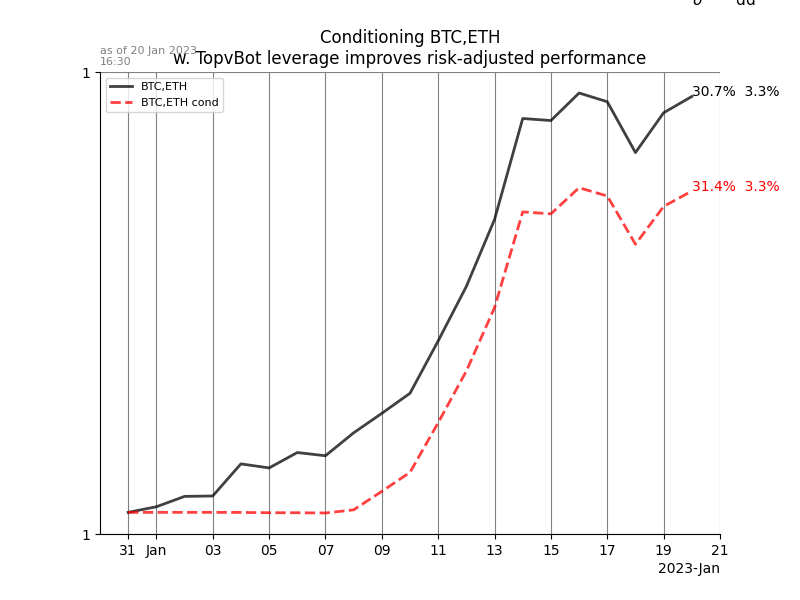 Conditioning BTC,ETH
as of 20 Jan 2023
w. TopvBot leverage improves risk-adjusted performance
16:30
1
BTC,ETH
BTC,ETH cond
30.7% 3.3%
31.4% 3.3%
1
31 Jan 03 05 07 09 11 13 15 17 19 21
2023-Jan